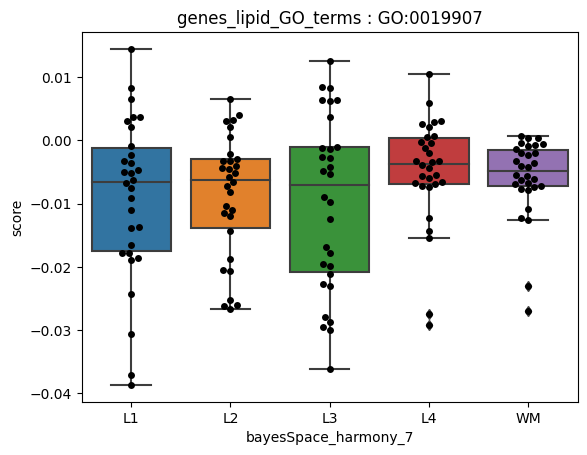 genes_lipid_GO_terms : GO:0019907
0.01
0.00
−0.01
−0.02
−0.03
−0.04
score
L1 L2 L3 L4 WM
bayesSpace_harmony_7